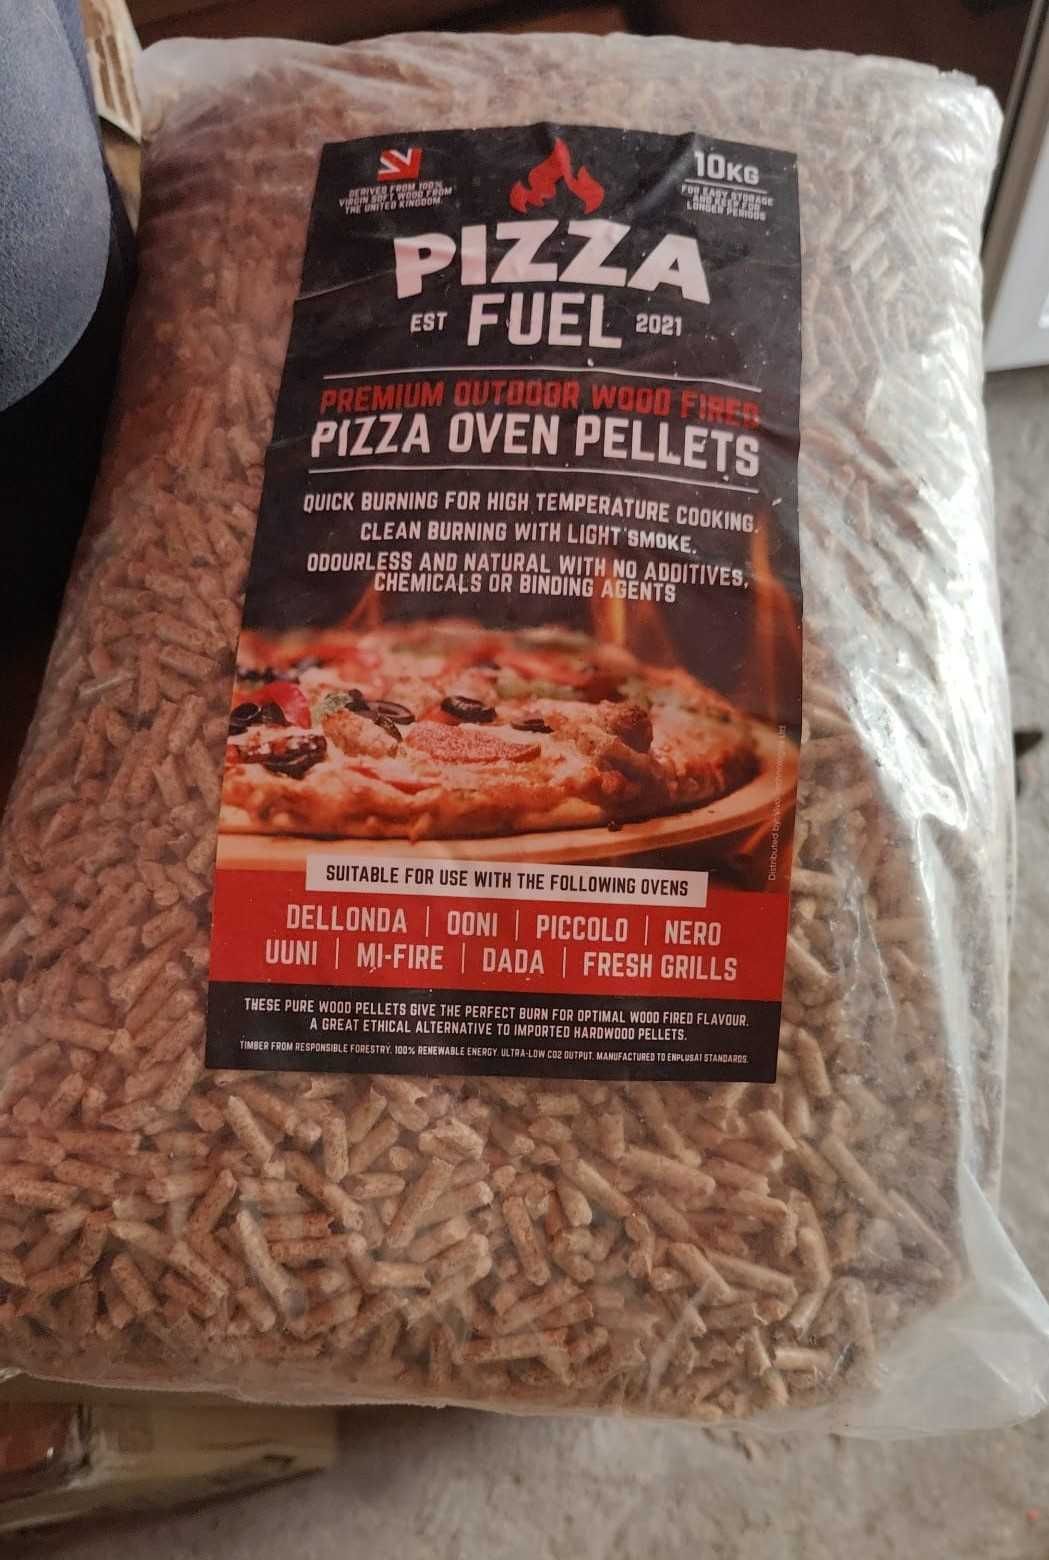 DERIVED FROM 100%
VIRGIN SOFT WOOD FROM
THE UNITED KINGDOM.
10KG
FOR EASY STORAGE
AND KEEP FOR
LONGER PERIODS
PIZZA
EST FUEL 2021
PREMIUM OUTDOOR WOOD FIRED
PIZZA OVEN PELLETS
QUICK BURNING FOR HIGH TEMPERATURE COOKING.
CLEAN BURNING WITH LIGHT SMOKE.
ODOURLESS AND NATURAL WITH NO ADDITIVES,
CHEMICALS OR BINDING AGENTS
Distributed by
SUITABLE FOR USE WITH THE FOLLOWING OVENS
DELLONDA | OONI | PICCOLO | NERO
UUNI | MI-FIRE | DADA | FRESH GRILLS
THESE PURE WOOD PELLETS GIVE THE PERFECT BURN FOR OPTIMAL WOOD FIRED FLAVOUR.
A GREAT ETHICAL ALTERNATIVE TO IMPORTED HARDWOOD PELLETS.
TIMBER FROM RESPONSIBLE FORESTRY. 100% RENEWABLE ENERGY. ULTRA-LOW CO2 OUTPUT. MANUFACTURED TO ENPLUSA1 STANDARDS.